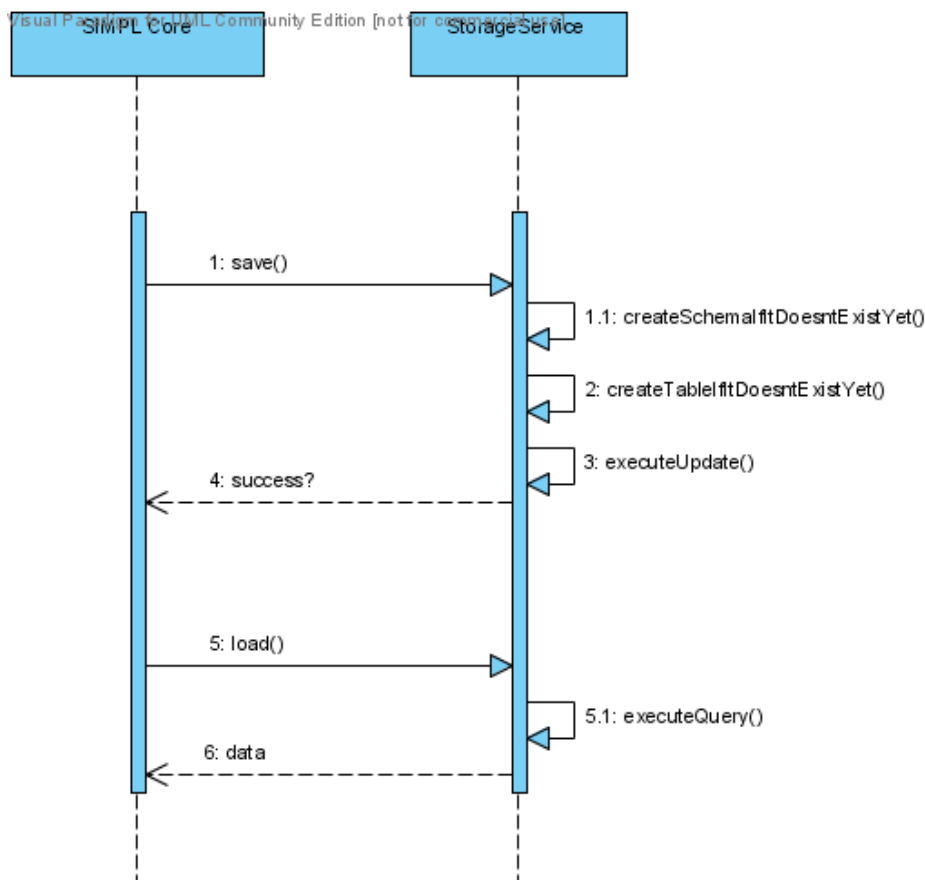 Visual Paradigm for UML Community Edition [not for commercial use]
SIMPL Core
StorageService
1: save()
1.1: createSchemaIfItDoesntExistYet()
2: createTableIfItDoesntExistYet()
3: executeUpdate()
4: success?
5: load()
5.1: executeQuery()
6: data